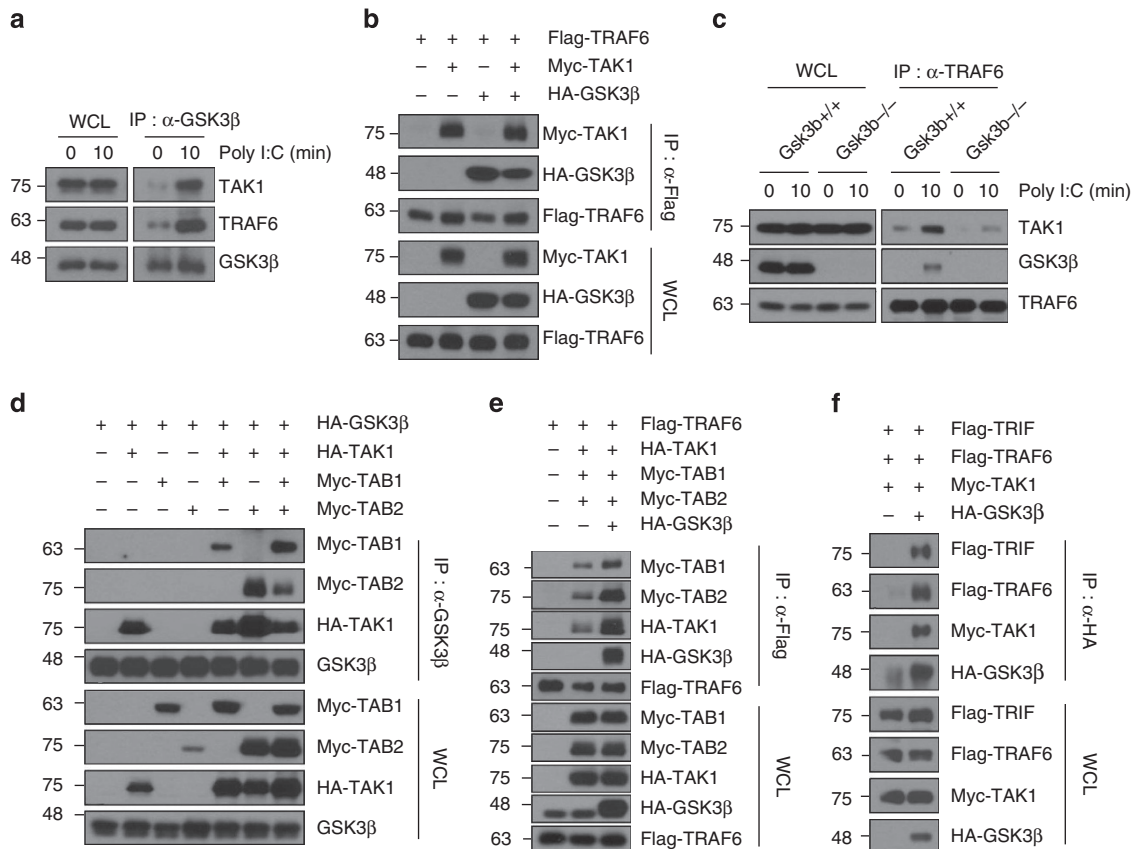 a
WCL IP : α-GSK3β
0 10 0 10 Poly I:C (min)
75 TAK1
63 TRAF6
48 GSK3β
b
+ + + + Flag-TRAF6
– + – + Myc-TAK1
– – + + HA-GSK3β
75 Myc-TAK1
48 HA-GSK3β
63 Flag-TRAF6
IP : α-Flag
75 Myc-TAK1
48 HA-GSK3β
63 Flag-TRAF6
WCL
c
WCL IP : α-TRAF6
Gsk3b+/+ Gsk3b–/– Gsk3b+/+ Gsk3b–/–
0 10 0 10 0 10 0 10 Poly I:C (min)
75 TAK1
48 GSK3β
63 TRAF6
d
+ + + + + + + HA-GSK3β
– + – – + + + HA-TAK1
– – + – + – + Myc-TAB1
– – – + – + + Myc-TAB2
63 Myc-TAB1
75 Myc-TAB2
75 HA-TAK1
48 GSK3β
IP : α-GSK3β
63 Myc-TAB1
75 Myc-TAB2
75 HA-TAK1
48 GSK3β
WCL
e
+ + + Flag-TRAF6
– + + HA-TAK1
– + + Myc-TAB1
– + + Myc-TAB2
– – + HA-GSK3β
63 Myc-TAB1
75 Myc-TAB2
75 HA-TAK1
48 HA-GSK3β
63 Flag-TRAF6
IP : α-Flag
63 Myc-TAB1
75 Myc-TAB2
75 HA-TAK1
48 HA-GSK3β
63 Flag-TRAF6
WCL
f
+ + Flag-TRIF
+ + Flag-TRAF6
+ + Myc-TAK1
– + HA-GSK3β
75 Flag-TRIF
63 Flag-TRAF6
75 Myc-TAK1
48 HA-GSK3β
IP : α-HA
75 Flag-TRIF
63 Flag-TRAF6
75 Myc-TAK1
48 HA-GSK3β
WCL